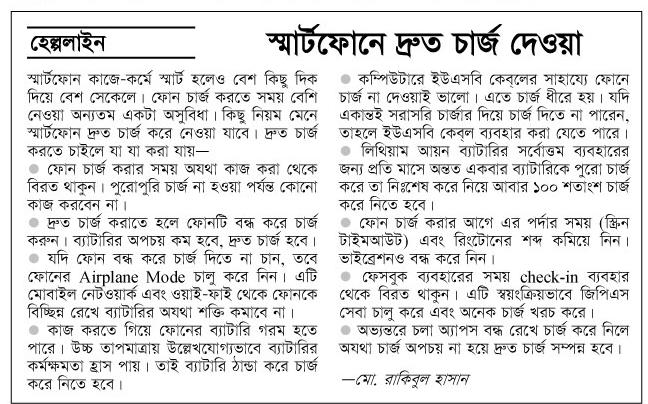 হেল্পলাইন
স্মার্টফোনে দ্রুত চার্জ দেওয়া
স্মার্টফোন কাজে-কর্মে স্মার্ট হলেও বেশ কিছু দিক
দিয়ে বেশ সেকেলে। ফোন চার্জ করতে সময় বেশি
নেওয়া অন্যতম একটা অসুবিধা। কিছু নিয়ম মেনে
স্মার্টফোন দ্রুত চার্জ করে নেওয়া যাবে। দ্রুত চার্জ
করতে চাইলে যা যা করা যায়—
● ফোন চার্জ করার সময় অযথা কাজ করা থেকে
বিরত থাকুন। পুরোপুরি চার্জ না হওয়া পর্যন্ত কোনো
কাজ করবেন না।
● দ্রুত চার্জ করাতে হলে ফোনটি বন্ধ করে চার্জ
করুন। ব্যাটারির অপচয় কম হবে, দ্রুত চার্জ হবে।
● যদি ফোন বন্ধ করে চার্জ দিতে না চান, তবে
ফোনের Airplane Mode চালু করে নিন। এটি
মোবাইল নেটওয়ার্ক এবং ওয়াই-ফাই থেকে ফোনকে
বিচ্ছিন্ন রেখে ব্যাটারির অযথা শক্তি কমাবে না।
● কাজ করতে গিয়ে ফোনের ব্যাটারি গরম হতে
পারে। উচ্চ তাপমাত্রায় উল্লেখযোগ্যভাবে ব্যাটারির
কর্মক্ষমতা হ্রাস পায়। তাই ব্যাটারি ঠান্ডা করে চার্জ
করে নিতে হবে।
● কম্পিউটারে ইউএসবি কেব্‌লের সাহায্যে ফোনে
চার্জ না দেওয়াই ভালো। এতে চার্জ ধীরে হয়। যদি
একান্তই সরাসরি চার্জার দিয়ে চার্জ দিতে না পারেন,
তাহলে ইউএসবি কেব্‌ল ব্যবহার করা যেতে পারে।
● লিথিয়াম আয়ন ব্যাটারির সর্বোত্তম ব্যবহারের
জন্য প্রতি মাসে অন্তত একবার ব্যাটারিকে পুরো চার্জ
করে তা নিঃশেষ করে নিয়ে আবার ১০০ শতাংশ চার্জ
করে নিতে হবে।
● ফোন চার্জ করার আগে এর পর্দার সময় (স্ক্রিন
টাইমআউট) এবং রিংটোনের শব্দ কমিয়ে নিন।
ভাইব্রেশনও বন্ধ করে নিন।
● ফেসবুক ব্যবহারের সময় check-in ব্যবহার
থেকে বিরত থাকুন। এটি স্বয়ংক্রিয়ভাবে জিপিএস
সেবা চালু করে এবং অনেক চার্জ খরচ করে।
● অভ্যন্তরে চলা অ্যাপস বন্ধ রেখে চার্জ করে নিলে
অযথা চার্জ অপচয় না হয়ে দ্রুত চার্জ সম্পন্ন হবে।
—মো. রাকিবুল হাসান